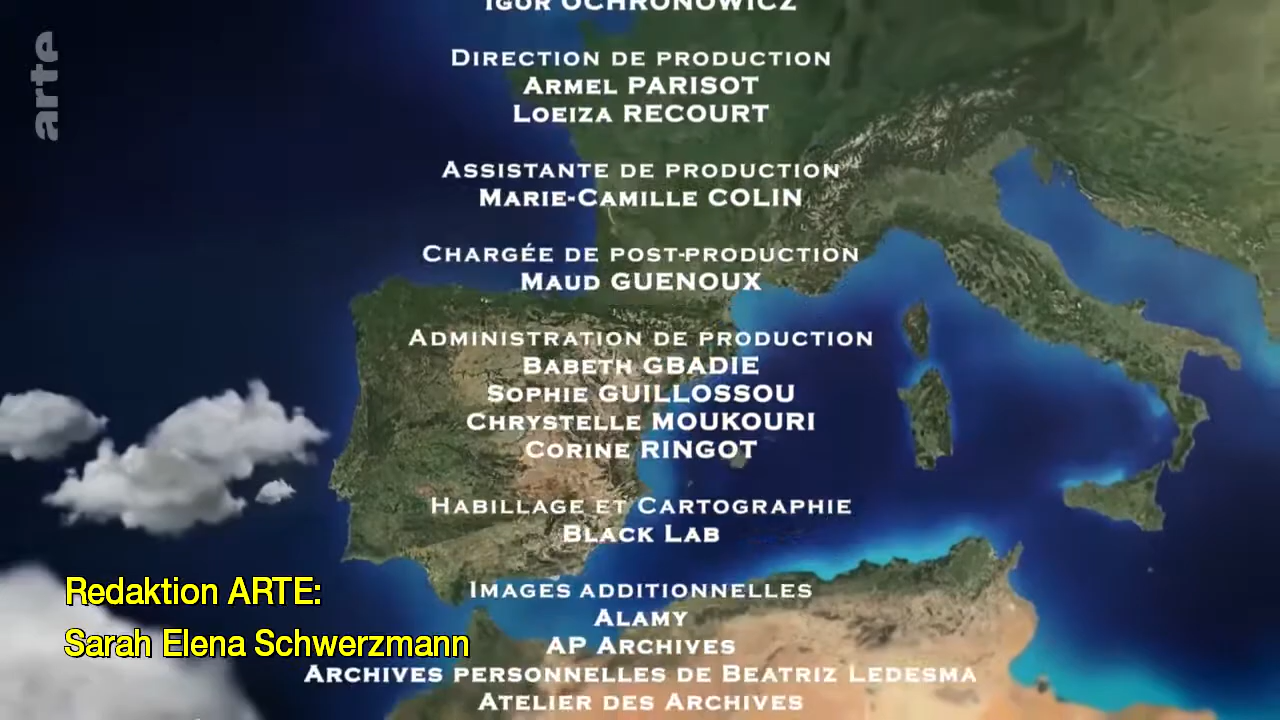 arte
Igor OCHRONOWICZ
Direction de production
Armel PARISOT
Loeiza RECOURT
Assistante de production
Marie-Camille COLIN
Chargée de post-production
Maud GUENOUX
Administration de production
Babeth GBADIE
Sophie GUILLOSSOU
Chrystelle MOUKOURI
Corine RINGOT
Habillage et Cartographie
Black Lab
Images additionnelles
Alamy
AP Archives
Archives personnelles de Beatriz Ledesma
Atelier des Archives
Redaktion ARTE:
Sarah Elena Schwerzmann